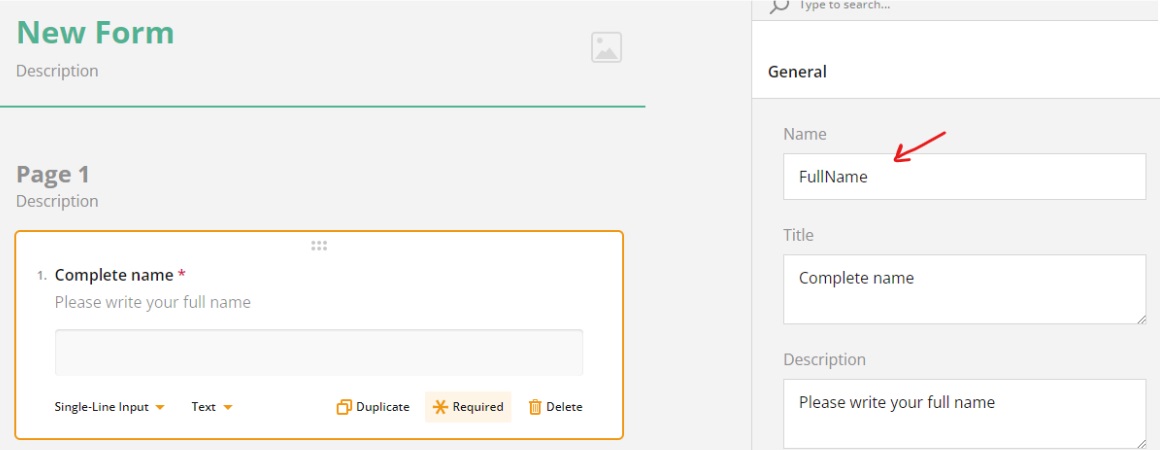 New Form
Description
Page 1
Description
1. Complete name *
Please write your full name
Single-Line Input Text Duplicate Required Delete
Type to search...
General
Name
FullName
Title
Complete name
Description
Please write your full name